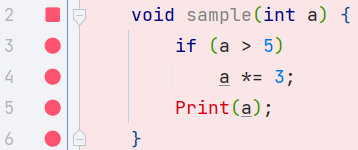 2 void sample(int a) {
3 if (a > 5)
4 a *= 3;
5 Print(a);
6 }